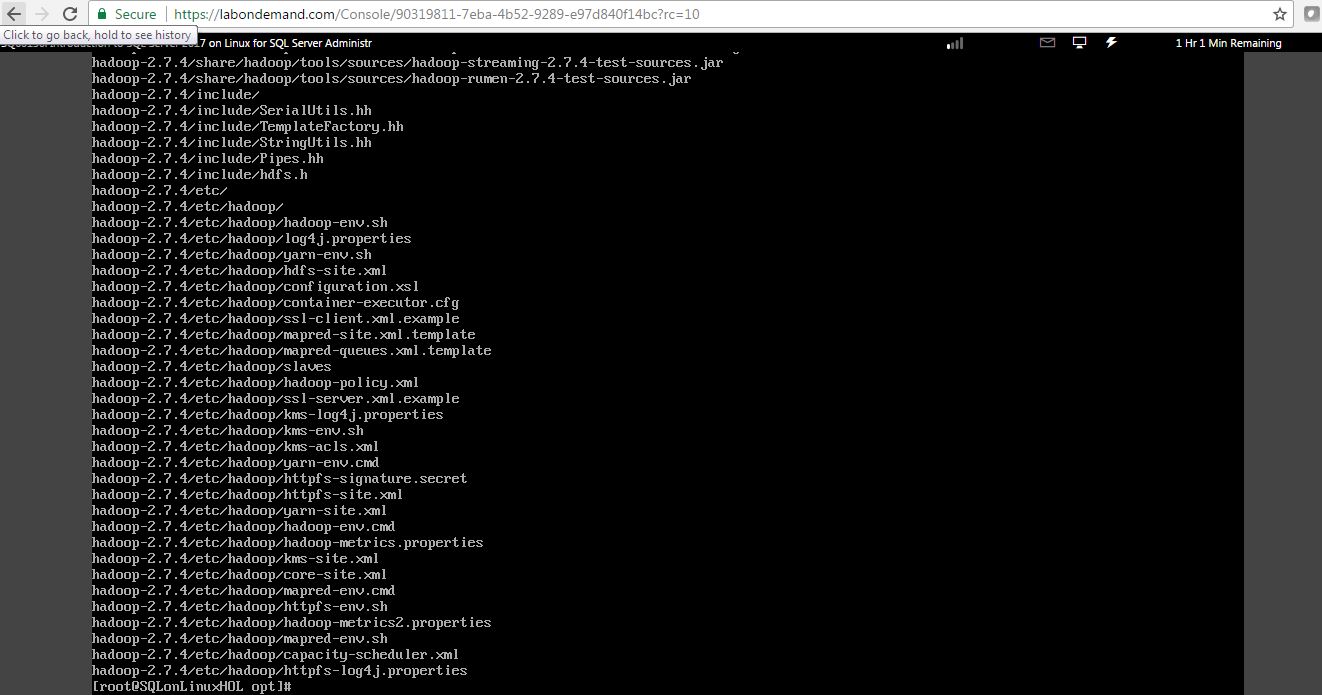 Secure https://labondemand.com/Console/90319811-7eba-4b52-9289-e97d840f14bc?rc=10
Click to go back, hold to see history
2017 on Linux for SQL Server Administr
1 Hr 1 Min Remaining
hadoop-2.7.4/share/hadoop/tools/sources/hadoop-streaming-2.7.4-test-sources.jar
hadoop-2.7.4/share/hadoop/tools/sources/hadoop-rumen-2.7.4-test-sources.jar
hadoop-2.7.4/include/
hadoop-2.7.4/include/SerialUtils.hh
hadoop-2.7.4/include/TemplateFactory.hh
hadoop-2.7.4/include/StringUtils.hh
hadoop-2.7.4/include/Pipes.hh
hadoop-2.7.4/include/hdfs.h
hadoop-2.7.4/etc/
hadoop-2.7.4/etc/hadoop/
hadoop-2.7.4/etc/hadoop/hadoop-env.sh
hadoop-2.7.4/etc/hadoop/log4j.properties
hadoop-2.7.4/etc/hadoop/yarn-env.sh
hadoop-2.7.4/etc/hadoop/hdfs-site.xml
hadoop-2.7.4/etc/hadoop/configuration.xsl
hadoop-2.7.4/etc/hadoop/container-executor.cfg
hadoop-2.7.4/etc/hadoop/ssl-client.xml.example
hadoop-2.7.4/etc/hadoop/mapred-site.xml.template
hadoop-2.7.4/etc/hadoop/mapred-queues.xml.template
hadoop-2.7.4/etc/hadoop/slaves
hadoop-2.7.4/etc/hadoop/hadoop-policy.xml
hadoop-2.7.4/etc/hadoop/ssl-server.xml.example
hadoop-2.7.4/etc/hadoop/kms-log4j.properties
hadoop-2.7.4/etc/hadoop/kms-env.sh
hadoop-2.7.4/etc/hadoop/kms-acls.xml
hadoop-2.7.4/etc/hadoop/yarn-env.cmd
hadoop-2.7.4/etc/hadoop/httpfs-signature.secret
hadoop-2.7.4/etc/hadoop/httpfs-site.xml
hadoop-2.7.4/etc/hadoop/yarn-site.xml
hadoop-2.7.4/etc/hadoop/hadoop-env.cmd
hadoop-2.7.4/etc/hadoop/hadoop-metrics.properties
hadoop-2.7.4/etc/hadoop/kms-site.xml
hadoop-2.7.4/etc/hadoop/core-site.xml
hadoop-2.7.4/etc/hadoop/mapred-env.cmd
hadoop-2.7.4/etc/hadoop/httpfs-env.sh
hadoop-2.7.4/etc/hadoop/hadoop-metrics2.properties
hadoop-2.7.4/etc/hadoop/mapred-env.sh
hadoop-2.7.4/etc/hadoop/capacity-scheduler.xml
hadoop-2.7.4/etc/hadoop/httpfs-log4j.properties
[root@SQLonLinuxHOL opt]#